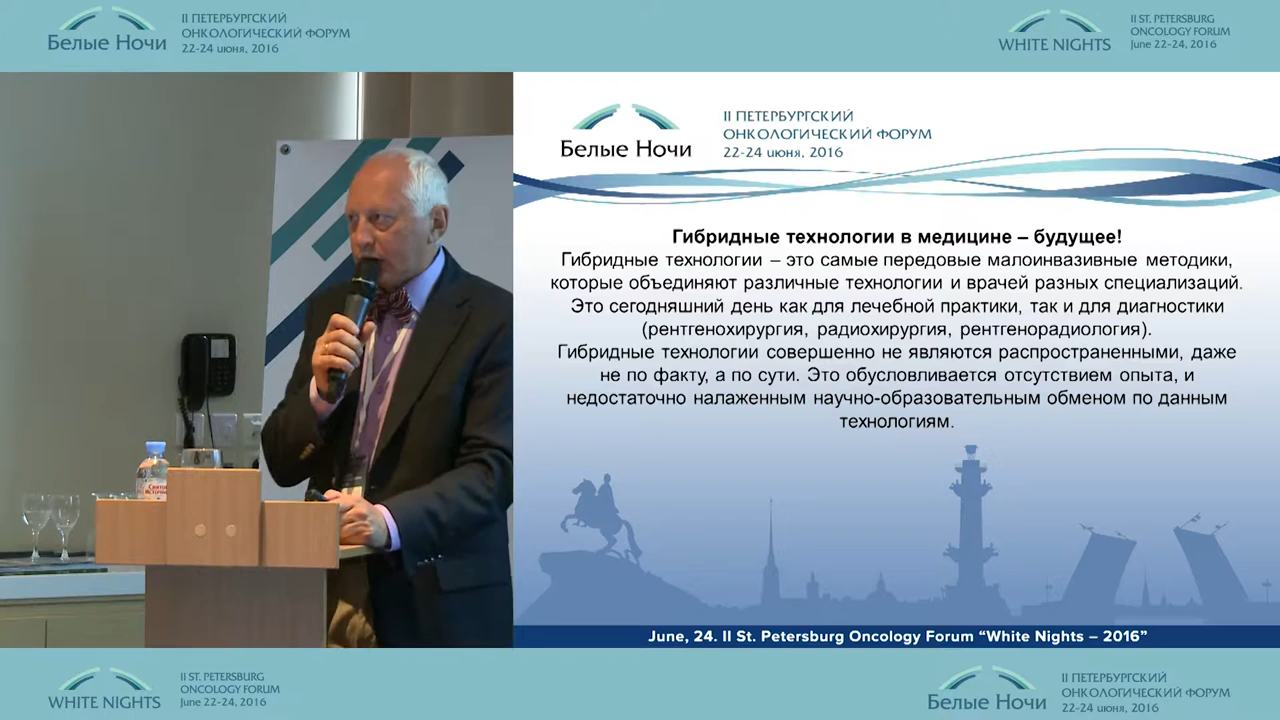 Белые Ночи
II ПЕТЕРБУРГСКИЙ
ОНКОЛОГИЧЕСКИЙ ФОРУМ
22-24 июня, 2016
WHITE NIGHTS
II ST. PETERSBURG
ONCOLOGY FORUM
June 22-24, 2016
Белые Ночи
II ПЕТЕРБУРГСКИЙ
ОНКОЛОГИЧЕСКИЙ ФОРУМ
22-24 июня, 2016
Гибридные технологии в медицине – будущее!
Гибридные технологии – это самые передовые малоинвазивные методики,
которые объединяют различные технологии и врачей разных специализаций.
Это сегодняшний день как для лечебной практики, так и для диагностики
(рентгенохирургия, радиохирургия, рентгенорадиология).
Гибридные технологии совершенно не являются распространенными, даже
не по факту, а по сути. Это обусловливается отсутствием опыта, и
недостаточно налаженным научно-образовательным обменом по данным
технологиям.
Святой
Источник
June, 24. II St. Petersburg Oncology Forum “White Nights – 2016”
WHITE NIGHTS
II ST. PETERSBURG
ONCOLOGY FORUM
June 22-24, 2016
Белые Ночи
II ПЕТЕРБУРГСКИЙ
ОНКОЛОГИЧЕСКИЙ ФОРУМ
22-24 июня, 2016